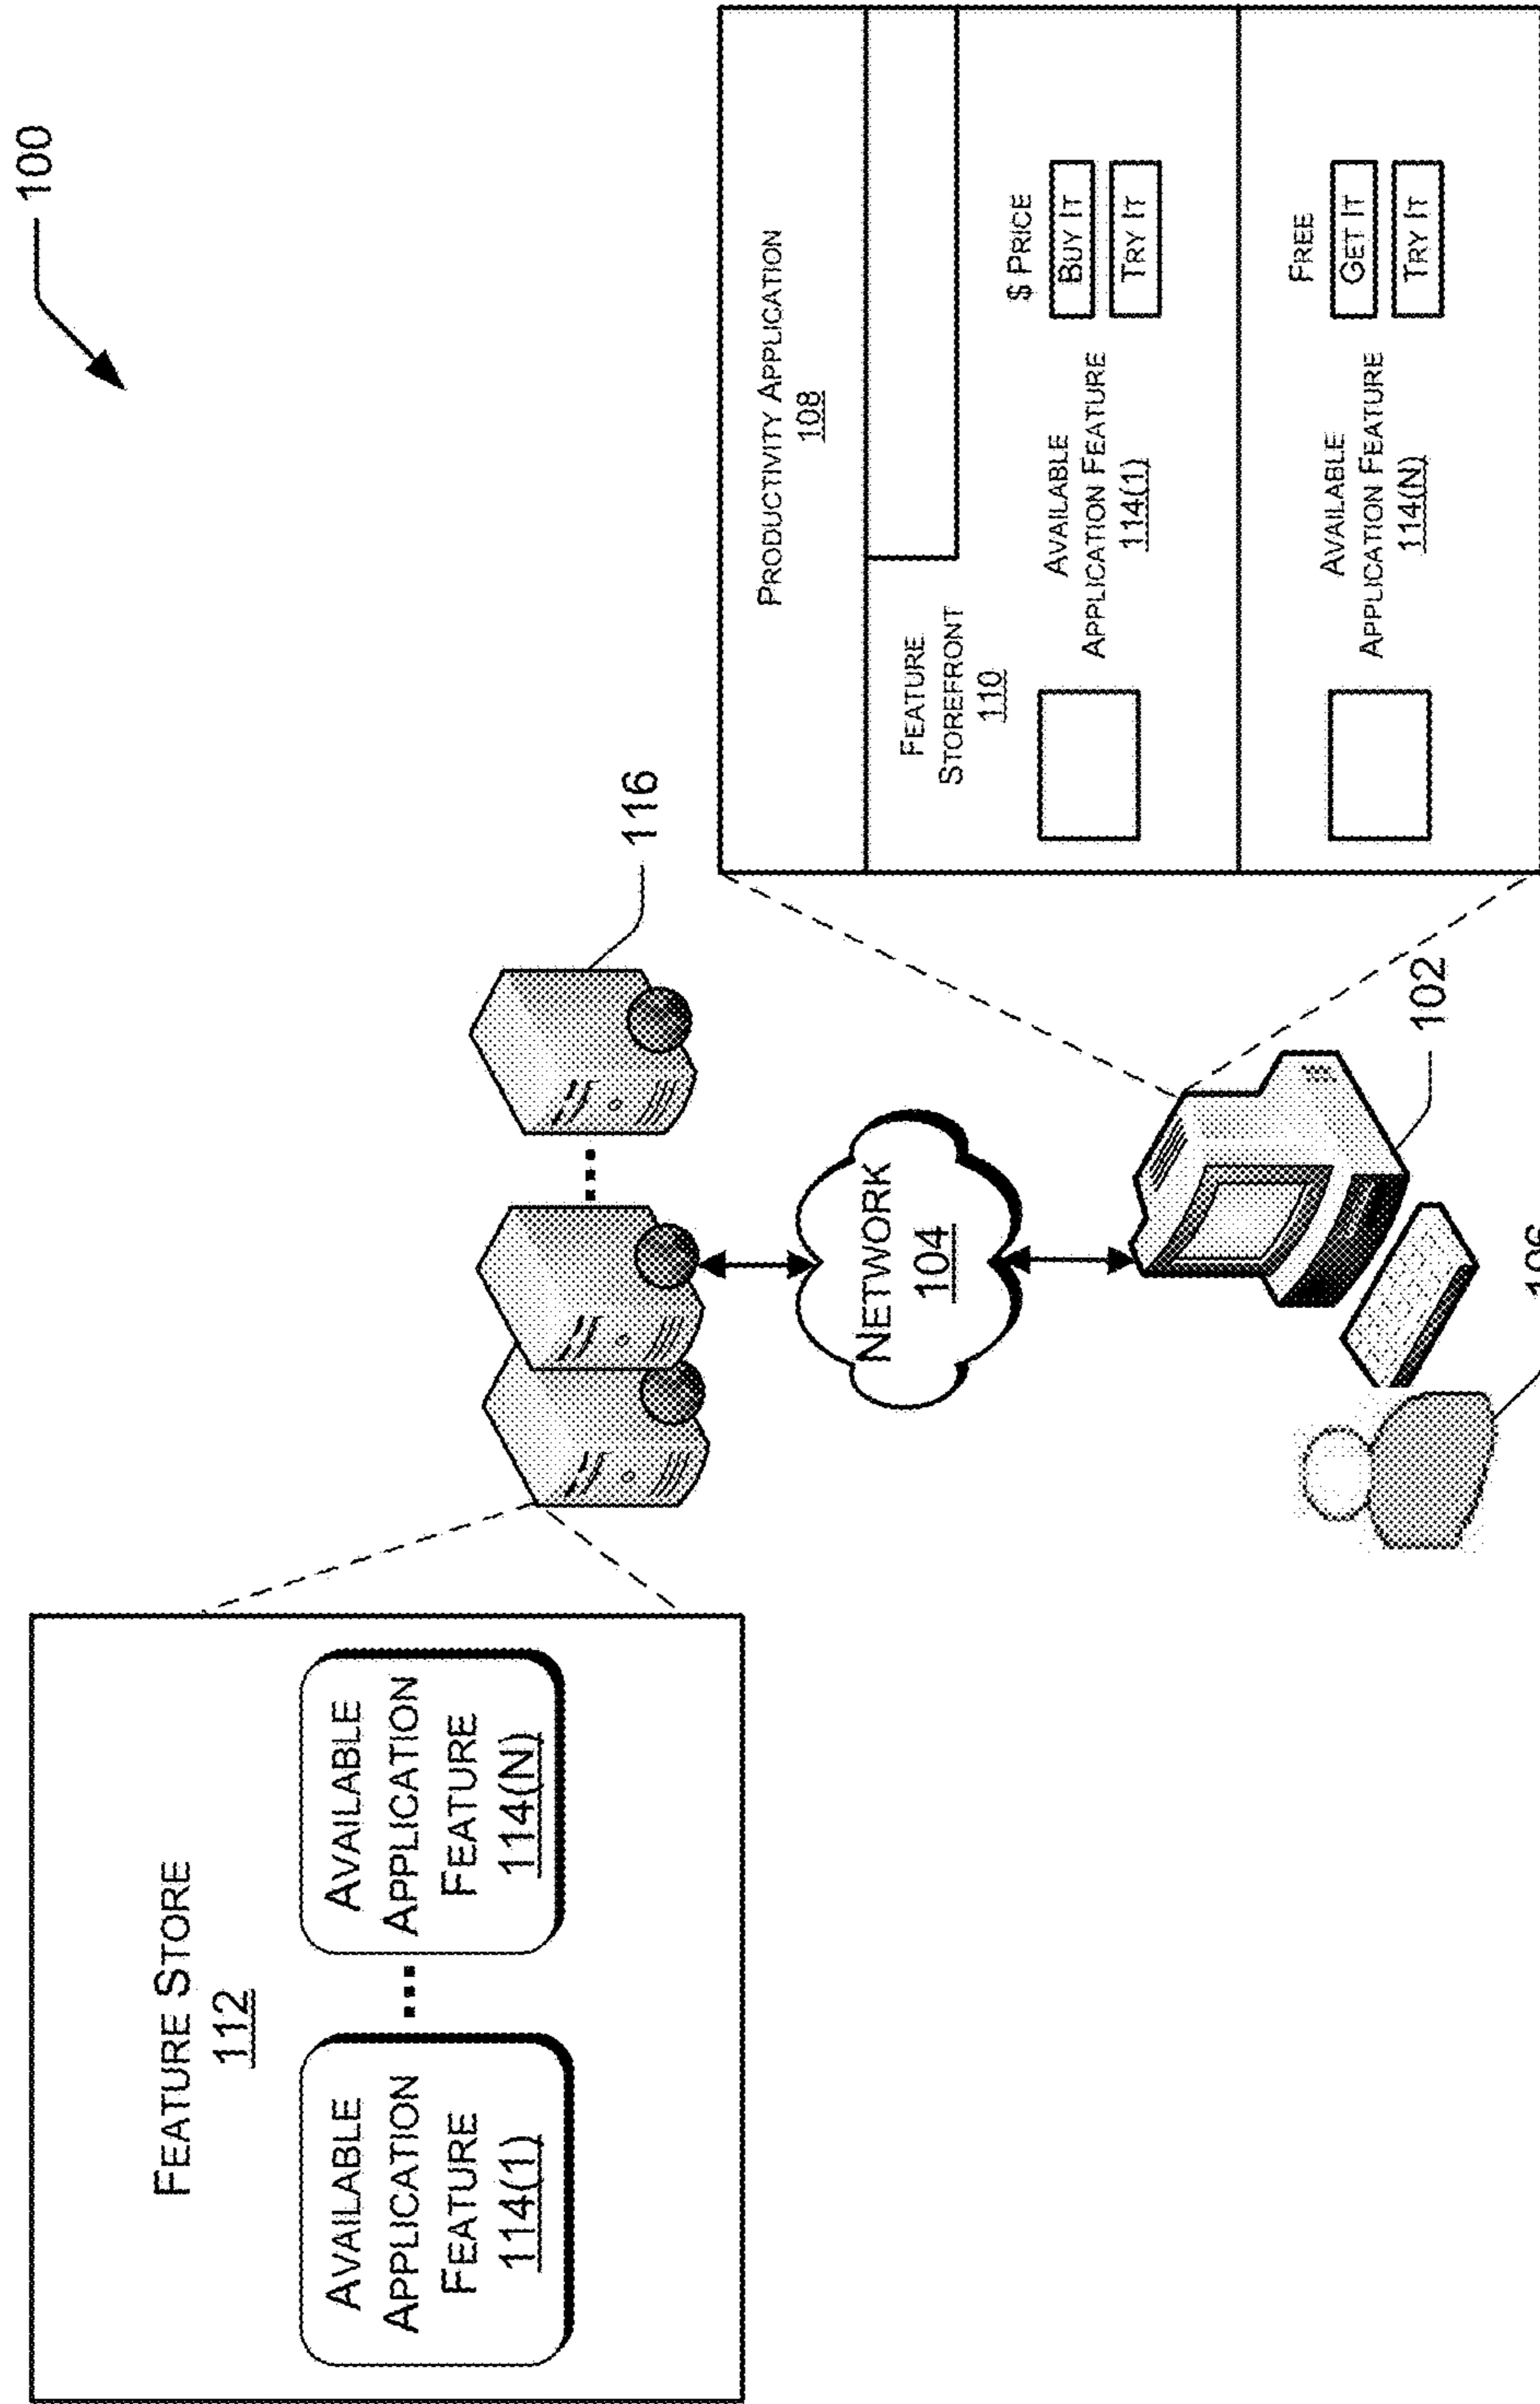 100
FEATURE STORE
112
AVAILABLE
APPLICATION
FEATURE
114(1)
AVAILABLE
APPLICATION
FEATURE
114(N)
116
NETWORK
104
102
106
PRODUCTIVITY APPLICATION
108
FEATURE
STOREFRONT
110
AVAILABLE
APPLICATION FEATURE
114(1)
$ PRICE
BUY IT
TRY IT
AVAILABLE
APPLICATION FEATURE
114(N)
FREE
GET IT
TRY IT